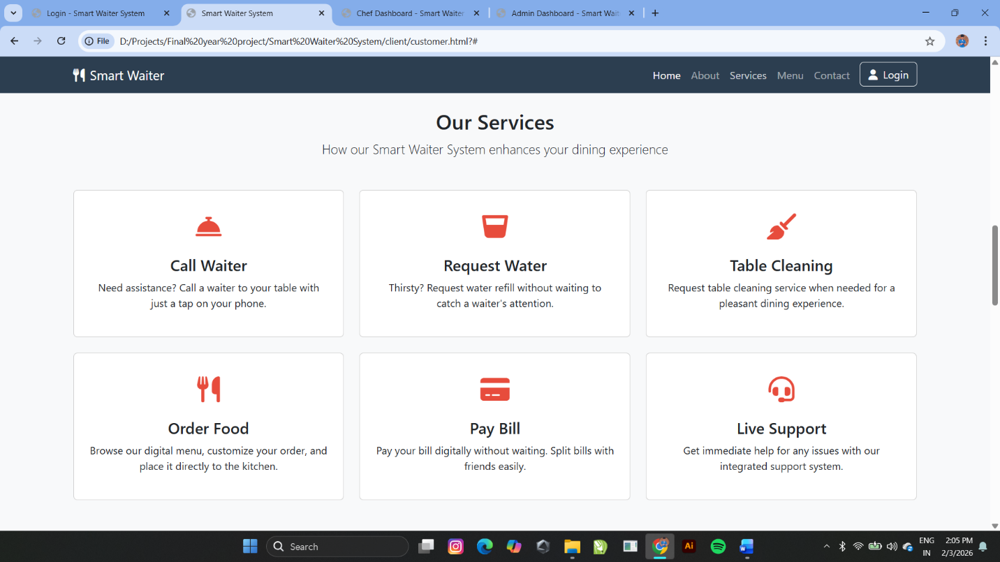 Login - Smart Waiter System
Smart Waiter System
Chef Dashboard - Smart Waiter
Admin Dashboard - Smart Wait
File
D:/Projects/Final%20year%20project/Smart%20Waiter%20System/client/customer.html?#
Smart Waiter
Home
About
Services
Menu
Contact
Login
Our Services
How our Smart Waiter System enhances your dining experience
Call Waiter
Need assistance? Call a waiter to your table with
just a tap on your phone.
Request Water
Thirsty? Request water refill without waiting to
catch a waiter's attention.
Table Cleaning
Request table cleaning service when needed for a
pleasant dining experience.
Order Food
Browse our digital menu, customize your order, and
place it directly to the kitchen.
Pay Bill
Pay your bill digitally without waiting. Split bills with
friends easily.
Live Support
Get immediate help for any issues with our
integrated support system.
Search
Ai
W
ENG
IN
2:05 PM
2/3/2026